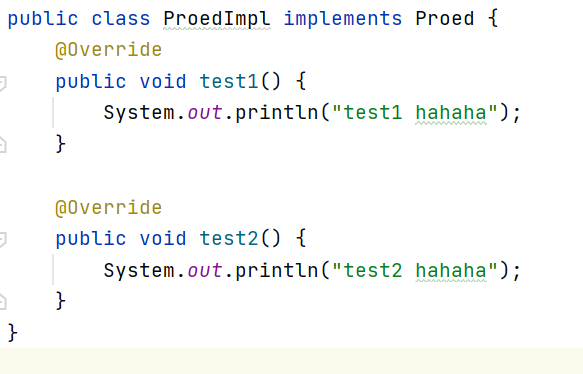 public class ProedImpl implements Proed {
    @Override
    public void test1() {
        System.out.println("test1 hahaha");
    }

    @Override
    public void test2() {
        System.out.println("test2 hahaha");
    }
}